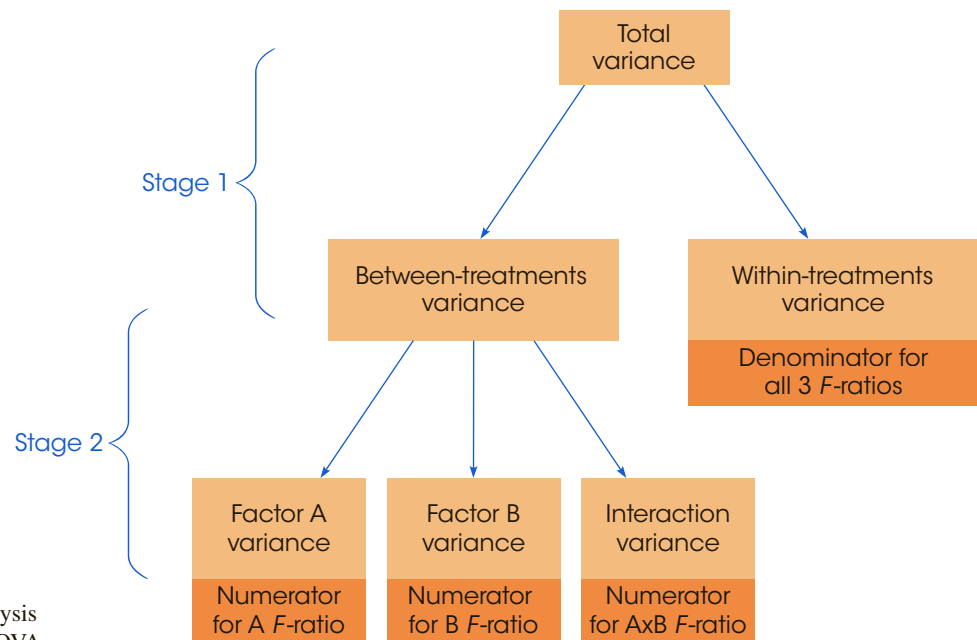 Total
variance
Stage 1
Between-treatments
variance
Within-treatments
variance
Denominator for
all 3 F-ratios
Stage 2
Factor A
variance
Factor B
variance
Interaction
variance
Numerator
for A F-ratio
Numerator
for B F-ratio
Numerator
for AxB F-ratio